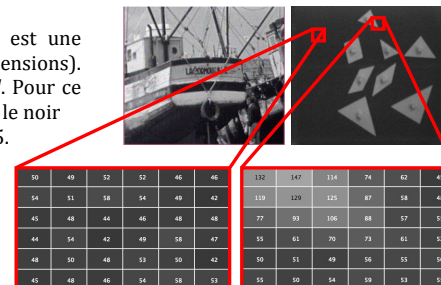 est une
ensions).
. Pour ce
le noir
5.
50 49 52 52 46 46
54 51 58 54 49 42
45 48 44 46 48 48
44 54 42 49 58 47
48 50 48 53 50 42
45 48 46 54 58 53
132 147 114 74 62
119 129 125 87 58
77 93 106 88 57
55 61 70 73 61
50 51 49 56 55
55 50 54 59 53